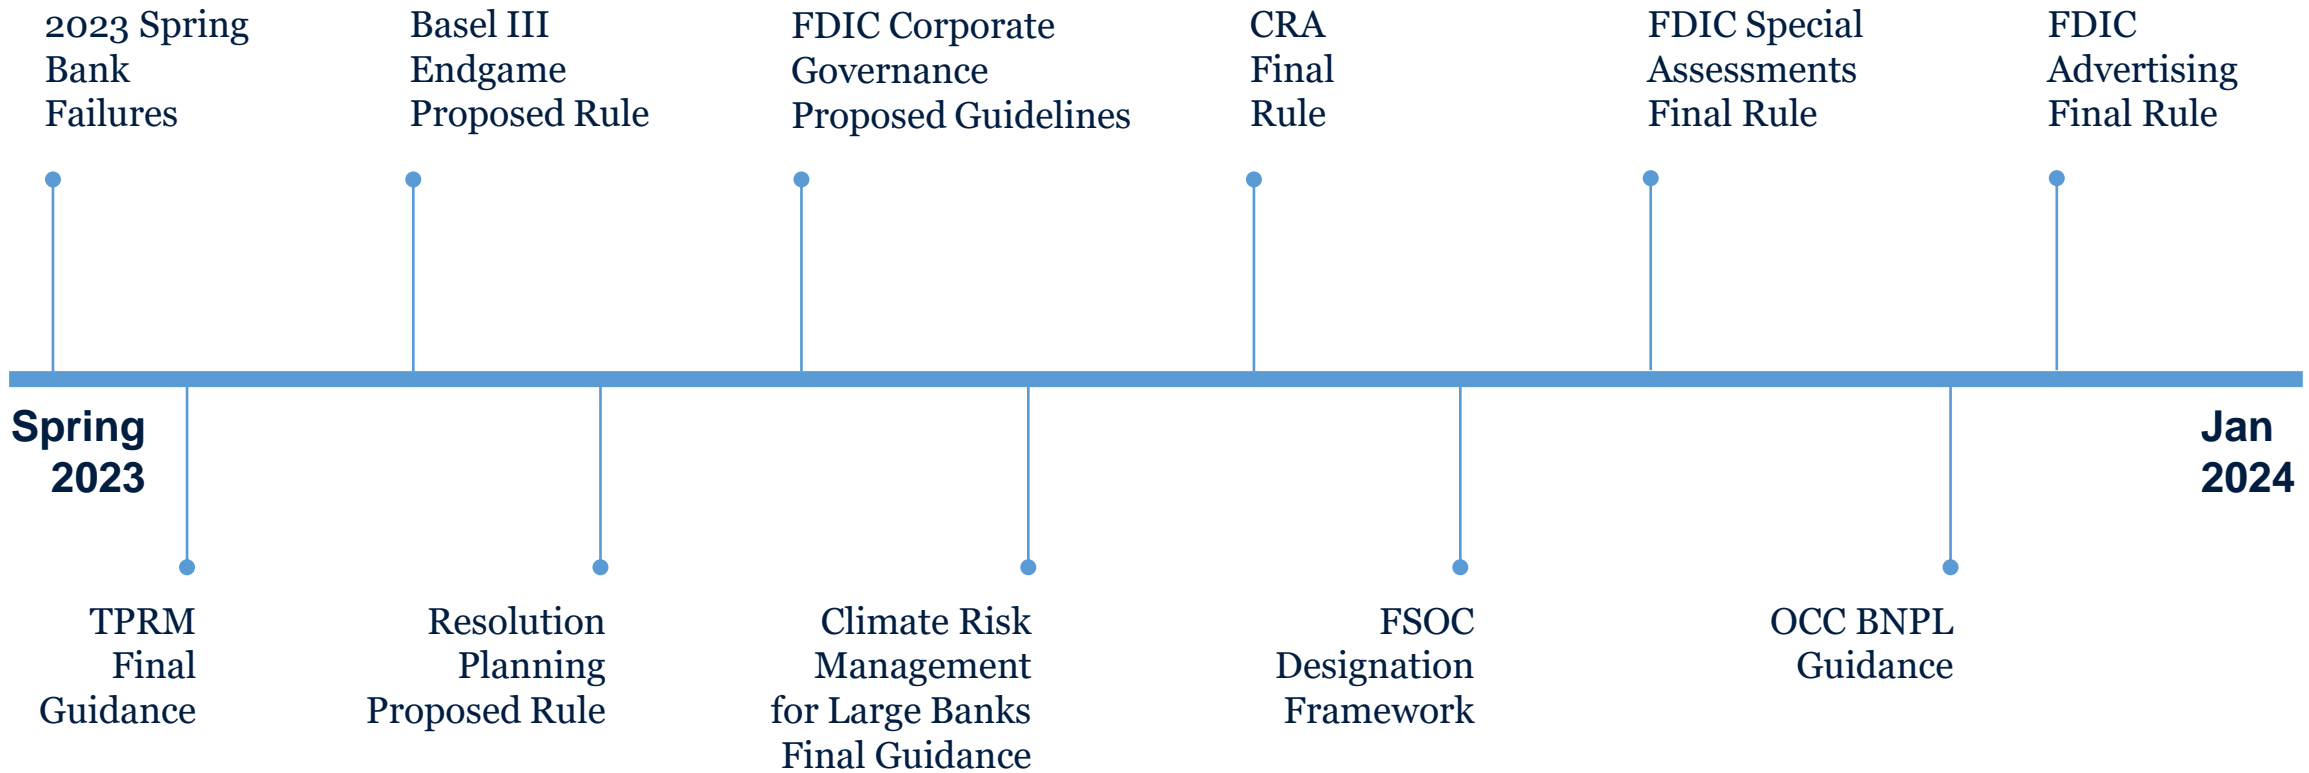 2023 Spring
Bank
Failures
Basel III
Endgame
Proposed Rule
FDIC Corporate
Governance
Proposed Guidelines
CRA
Final
Rule
FDIC Special
Assessments
Final Rule
FDIC
Advertising
Final Rule
Spring
2023
Jan
2024
TPRM
Final
Guidance
Resolution
Planning
Proposed Rule
Climate Risk
Management
for Large Banks
Final Guidance
FSOC
Designation
Framework
OCC BNPL
Guidance